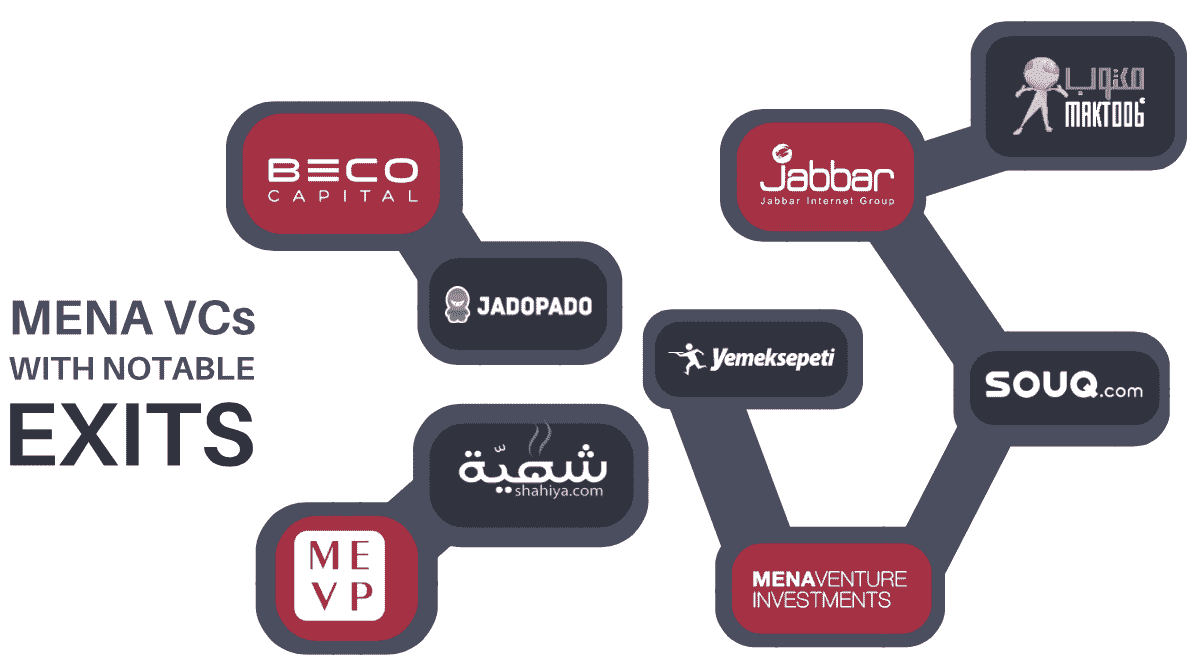 MENA VCs
WITH NOTABLE
EXITS
BECO
CAPITAL
JADOPADO
شهيّة
shahiya.com
ME
VP
Jabbar
Jabbar Internet Group
مكتوب
MAKTOOB
Yemeksepeti
SOUQ.com
MENAVENTURE
INVESTMENTS